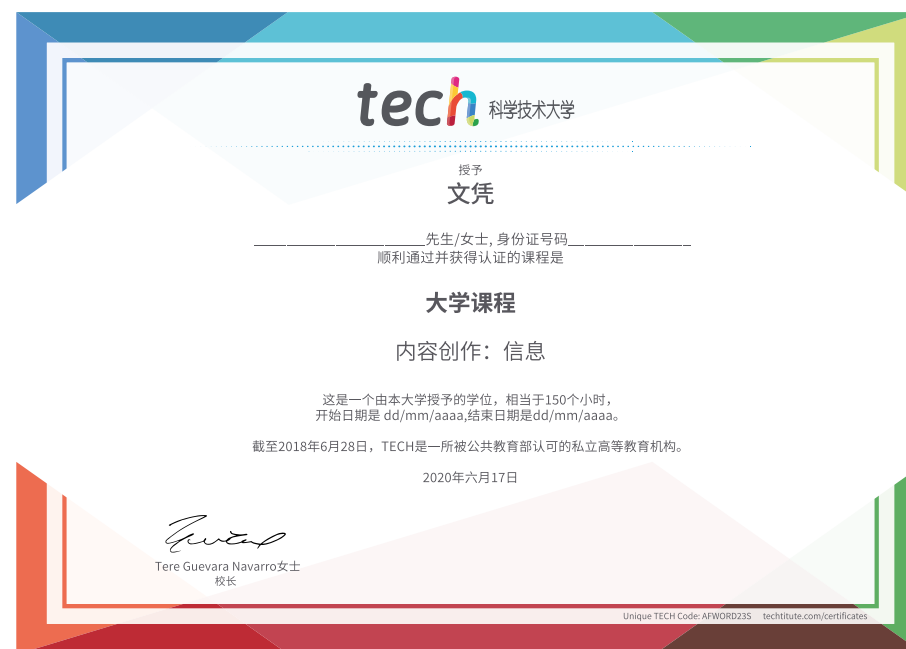 tech 科学技术大学
授予
文凭
_____________________先生/女士, 身份证号码_______________
顺利通过并获得认证的课程是
大学课程
内容创作：信息
这是一个由本大学授予的学位，相当于150个小时，
开始日期是 dd/mm/aaaa,结束日期是dd/mm/aaaa。
截至2018年6月28日，TECH是一所被公共教育部认可的私立高等教育机构。
2020年六月17日
Tere Guevara Navarro女士
校长
Unique TECH Code: AFWORD23S techtitute.com/certificates